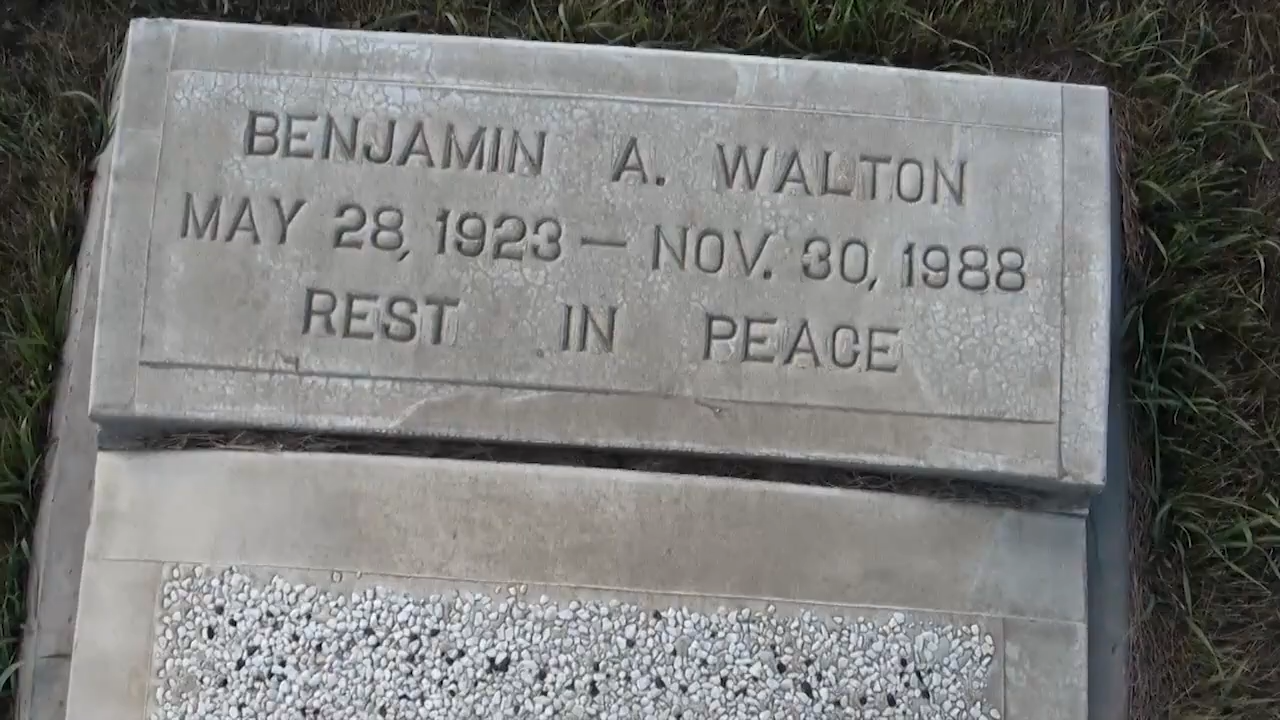 BENJAMIN A. WALTON
MAY 28, 1923 — NOV. 30, 1988
REST IN PEACE